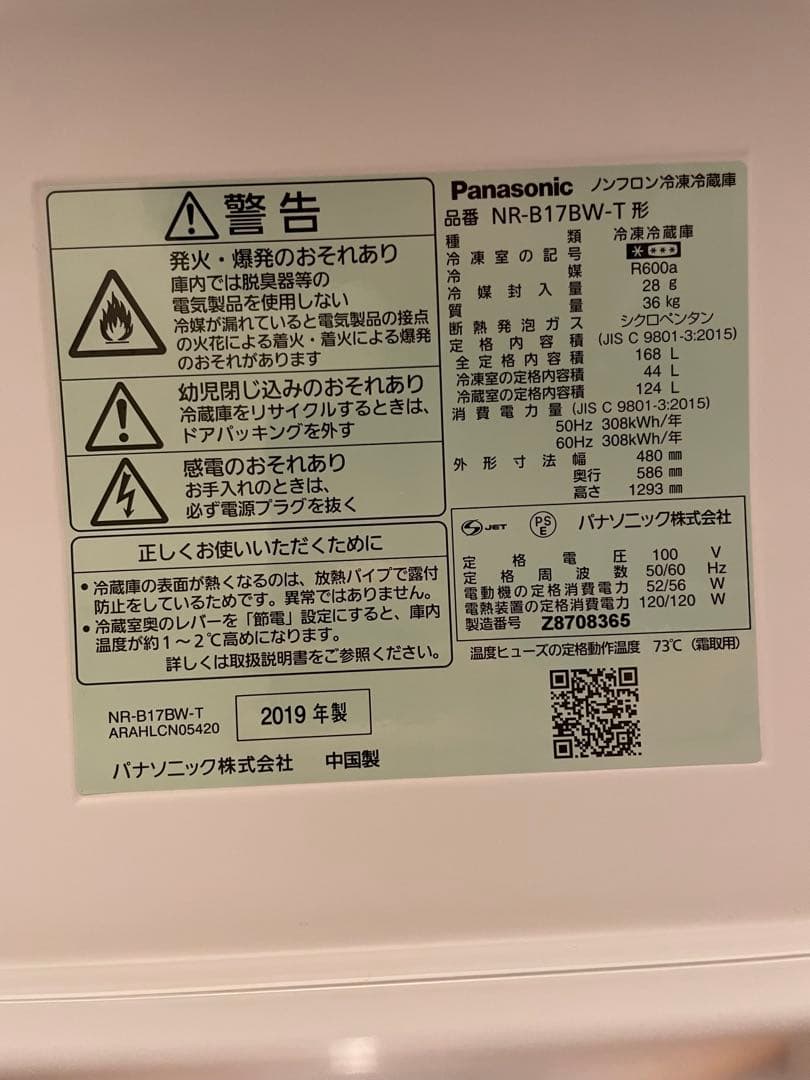 警告
発火・爆発のおそれあり
庫内では脱臭器等の
電気製品を使用しない
冷媒が漏れていると電気製品の接点
の火花による着火・着火による爆発
のおそれがあります
幼児閉じ込みのおそれあり
冷蔵庫をリサイクルするときは、
ドアパッキングを外す
感電のおそれあり
お手入れのときは、
必ず電源プラグを抜く
正しくお使いいただくために
・冷蔵庫の表面が熱くなるのは、放熱パイプで露付
防止をしているためです。異常ではありません。
・冷蔵室奥のレバーを「節電」設定にすると、庫内
温度が約1～2℃高めになります。
詳しくは取扱説明書をご参照ください。
NR-B17BW-T
ARAHLCN05420
2019年製
パナソニック株式会社 中国製
Panasonic ノンフロン冷凍冷蔵庫
品番 NR-B17BW-T形
種類 冷凍冷蔵庫
冷凍室の記号 * ***
冷媒 R600a
冷媒封入量 28 g
質量 36 kg
断熱発泡ガス シクロペンタン
定格内容積 (JIS C 9801-3:2015)
全定格内容積 168 L
冷凍室の定格内容積 44 L
冷蔵室の定格内容積 124 L
消費電力量 (JIS C 9801-3:2015)
50Hz 308kWh/年
60Hz 308kWh/年
外形寸法 幅 480 mm
奥行 586 mm
高さ 1293 mm
S JET PS E パナソニック株式会社
定格電圧 100 V
定格周波数 50/60 Hz
電動機の定格消費電力 52/56 W
電熱装置の定格消費電力 120/120 W
製造番号 Z8708365
温度ヒューズの定格動作温度 73℃(霜取用)